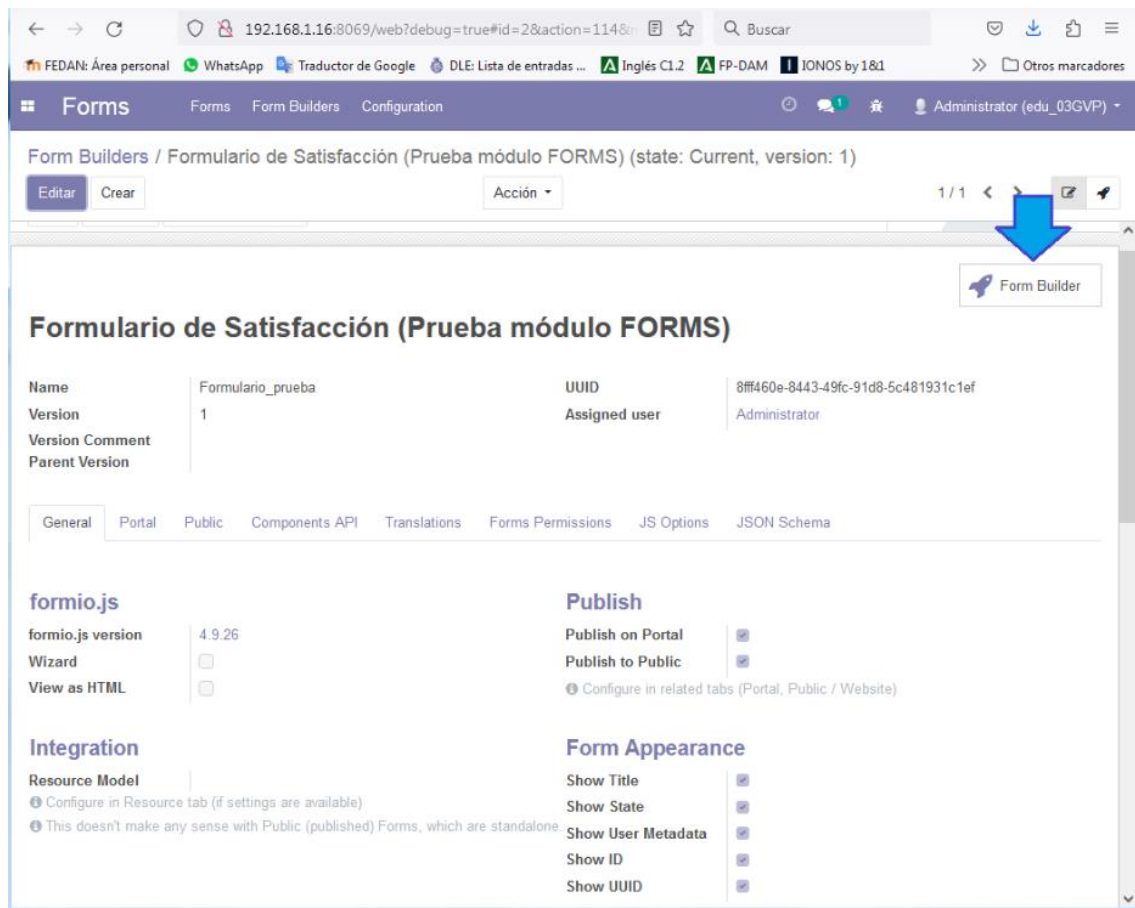 192.168.1.16:8069/web?debug=true#id=2&action=114&
Buscar
FEDAN: Área personal WhatsApp Traductor de Google DLE: Lista de entradas ... Inglés C1.2 FP-DAM IONOS by 1&1 Otros marcadores
Forms Forms Form Builders Configuration 1 Administrator (edu_03GVP)
Form Builders / Formulario de Satisfacción (Prueba módulo FORMS) (state: Current, version: 1)
Editar Crear Acción 1/1
Form Builder
Formulario de Satisfacción (Prueba módulo FORMS)
Name Formulario_prueba UUID 8fff460e-8443-49fc-91d8-5c481931c1ef
Version 1 Assigned user Administrator
Version Comment
Parent Version
General Portal Public Components API Translations Forms Permissions JS Options JSON Schema
formio.js Publish
formio.js version 4.9.26 Publish on Portal
Wizard Publish to Public
View as HTML Configure in related tabs (Portal, Public / Website)
Integration Form Appearance
Resource Model Show Title
Configure in Resource tab (if settings are available) Show State
This doesn't make any sense with Public (published) Forms, which are standalone. Show User Metadata
Show ID
Show UUID